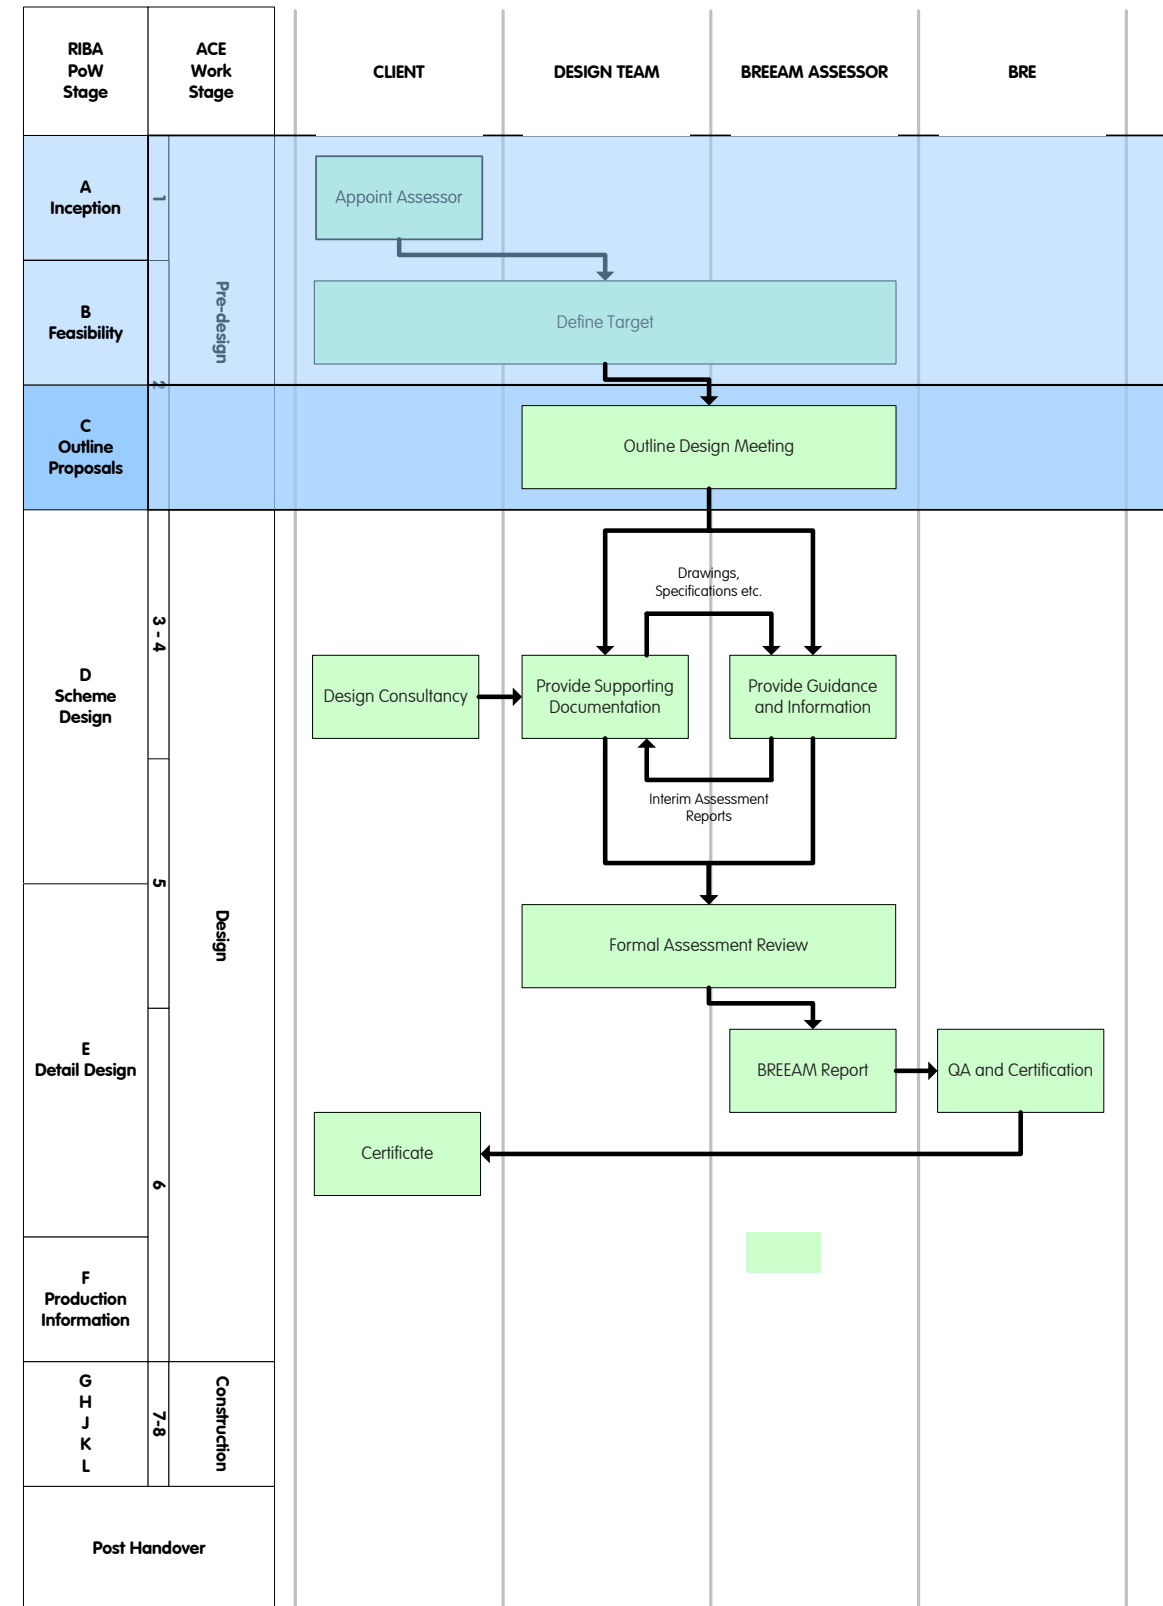 RIBA
PoW
Stage
ACE
Work
Stage
CLIENT
DESIGN TEAM
BREEAM ASSESSOR
BRE
A
Inception
1
Appoint Assessor
Pre-design
B
Feasibility
Define Target
2
C
Outline
Proposals
Outline Design Meeting
Drawings,
Specifications etc.
3 - 4
D
Scheme
Design
Design Consultancy
Provide Supporting
Documentation
Provide Guidance
and Information
Interim Assessment
Reports
5
Design
Formal Assessment Review
E
Detail Design
BREEAM Report
QA and Certification
Certificate
6
F
Production
Information
G
H
J
K
L
7-8
Construction
Post Handover